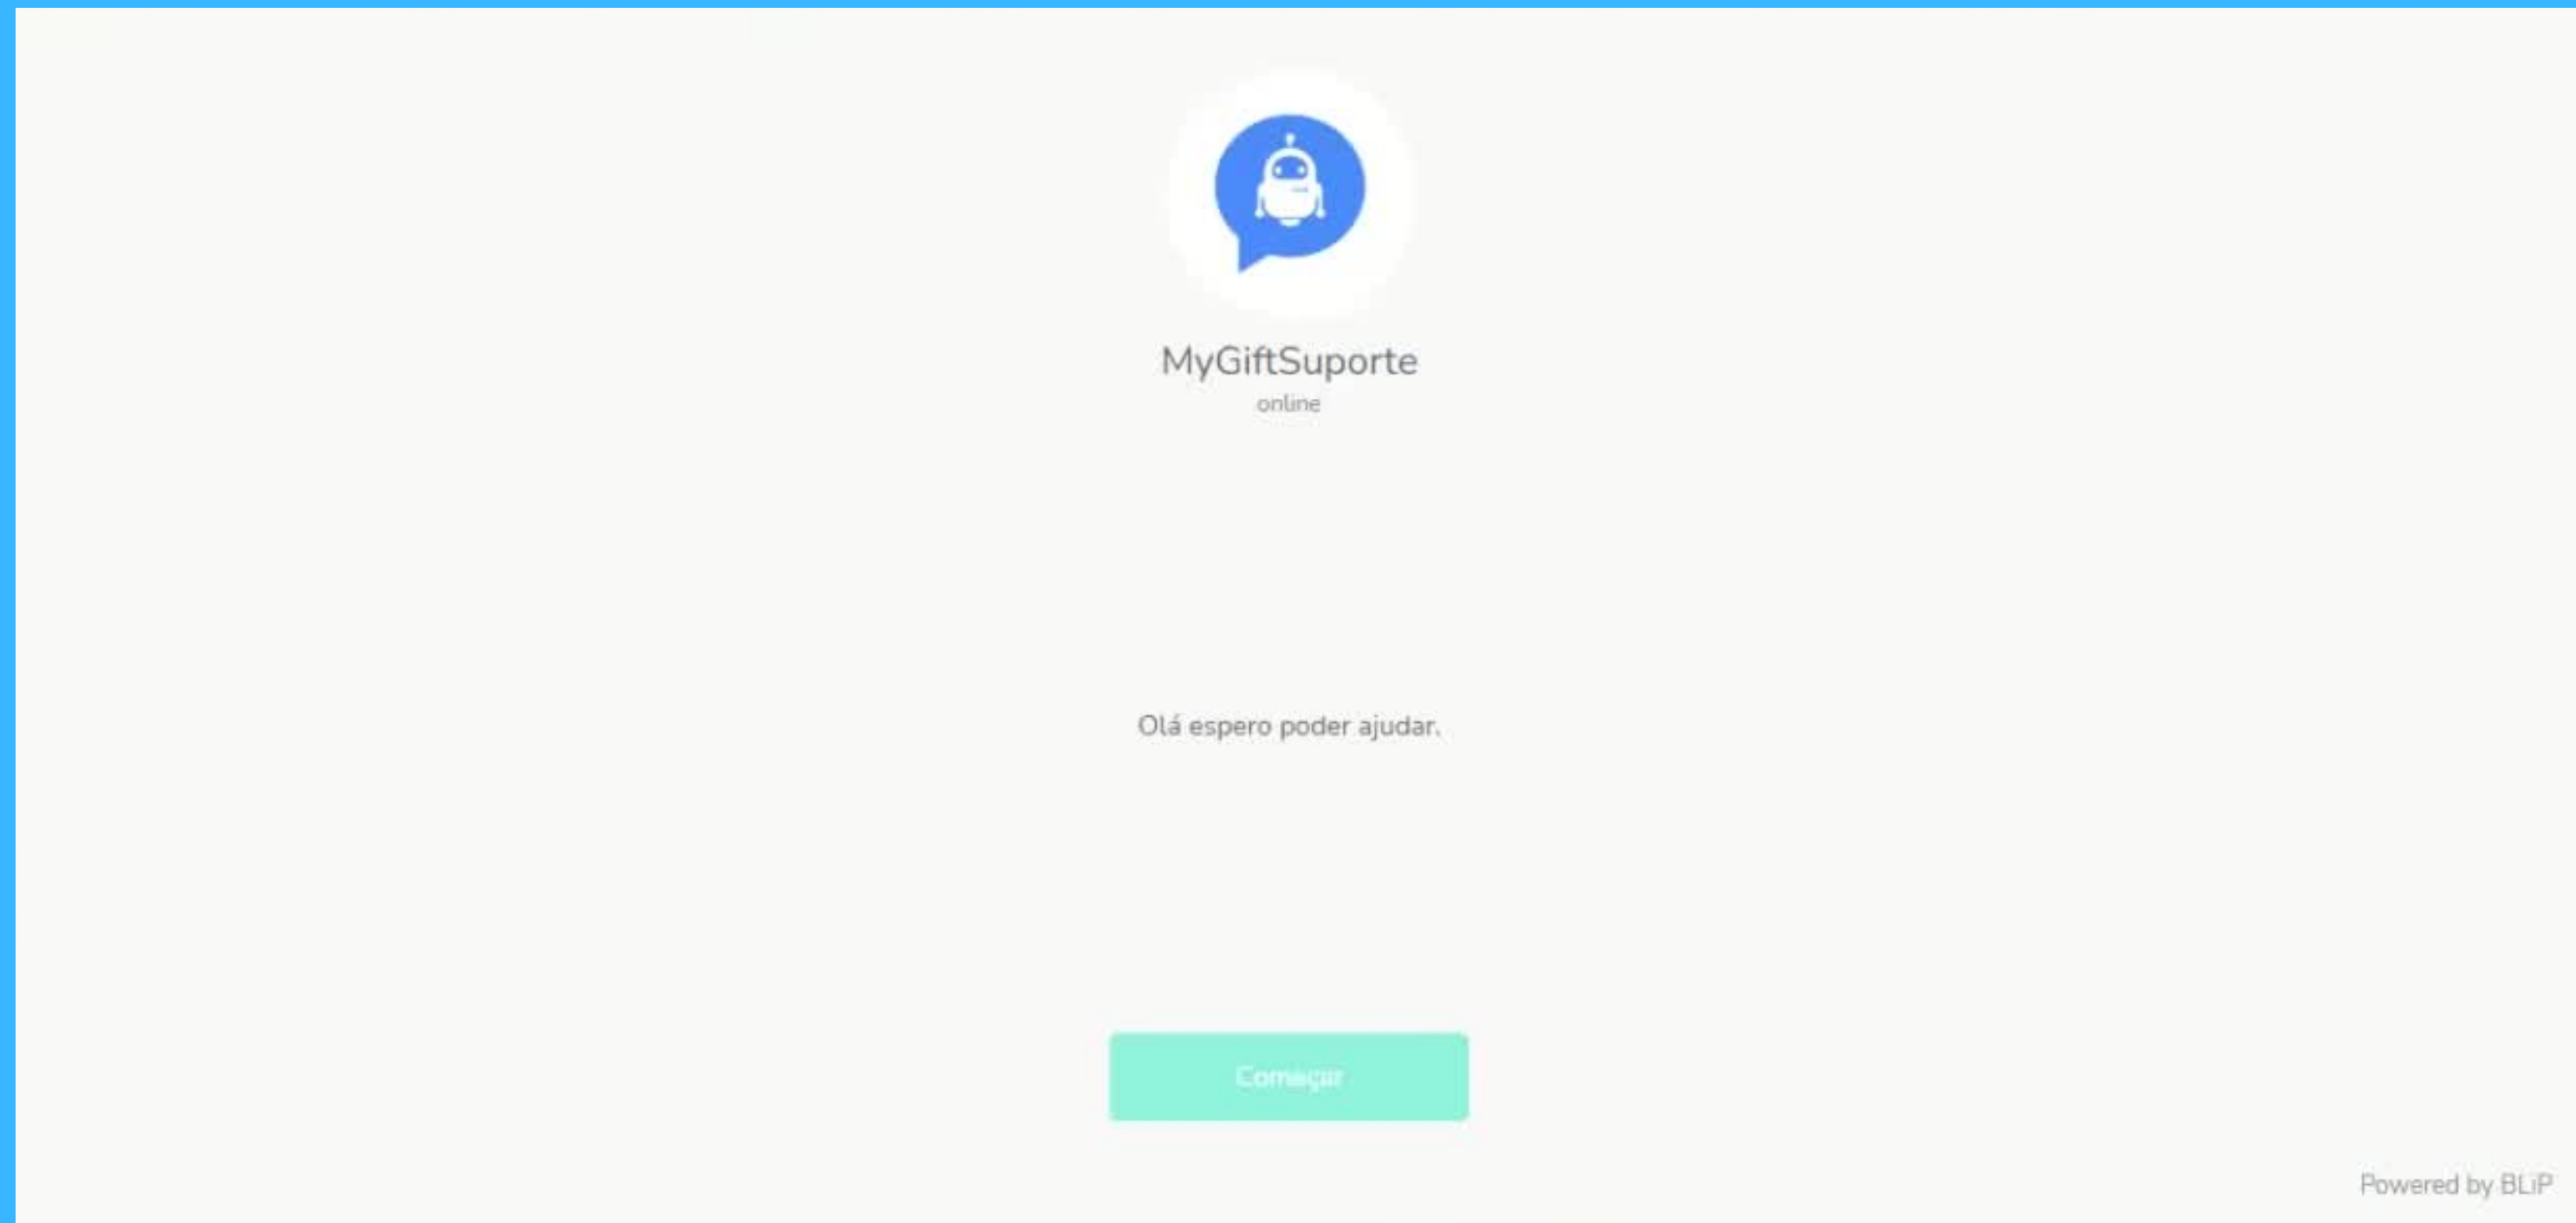 MyGiftSuporte
online
Olá espero poder ajudar.
Começar
Powered by BLiP